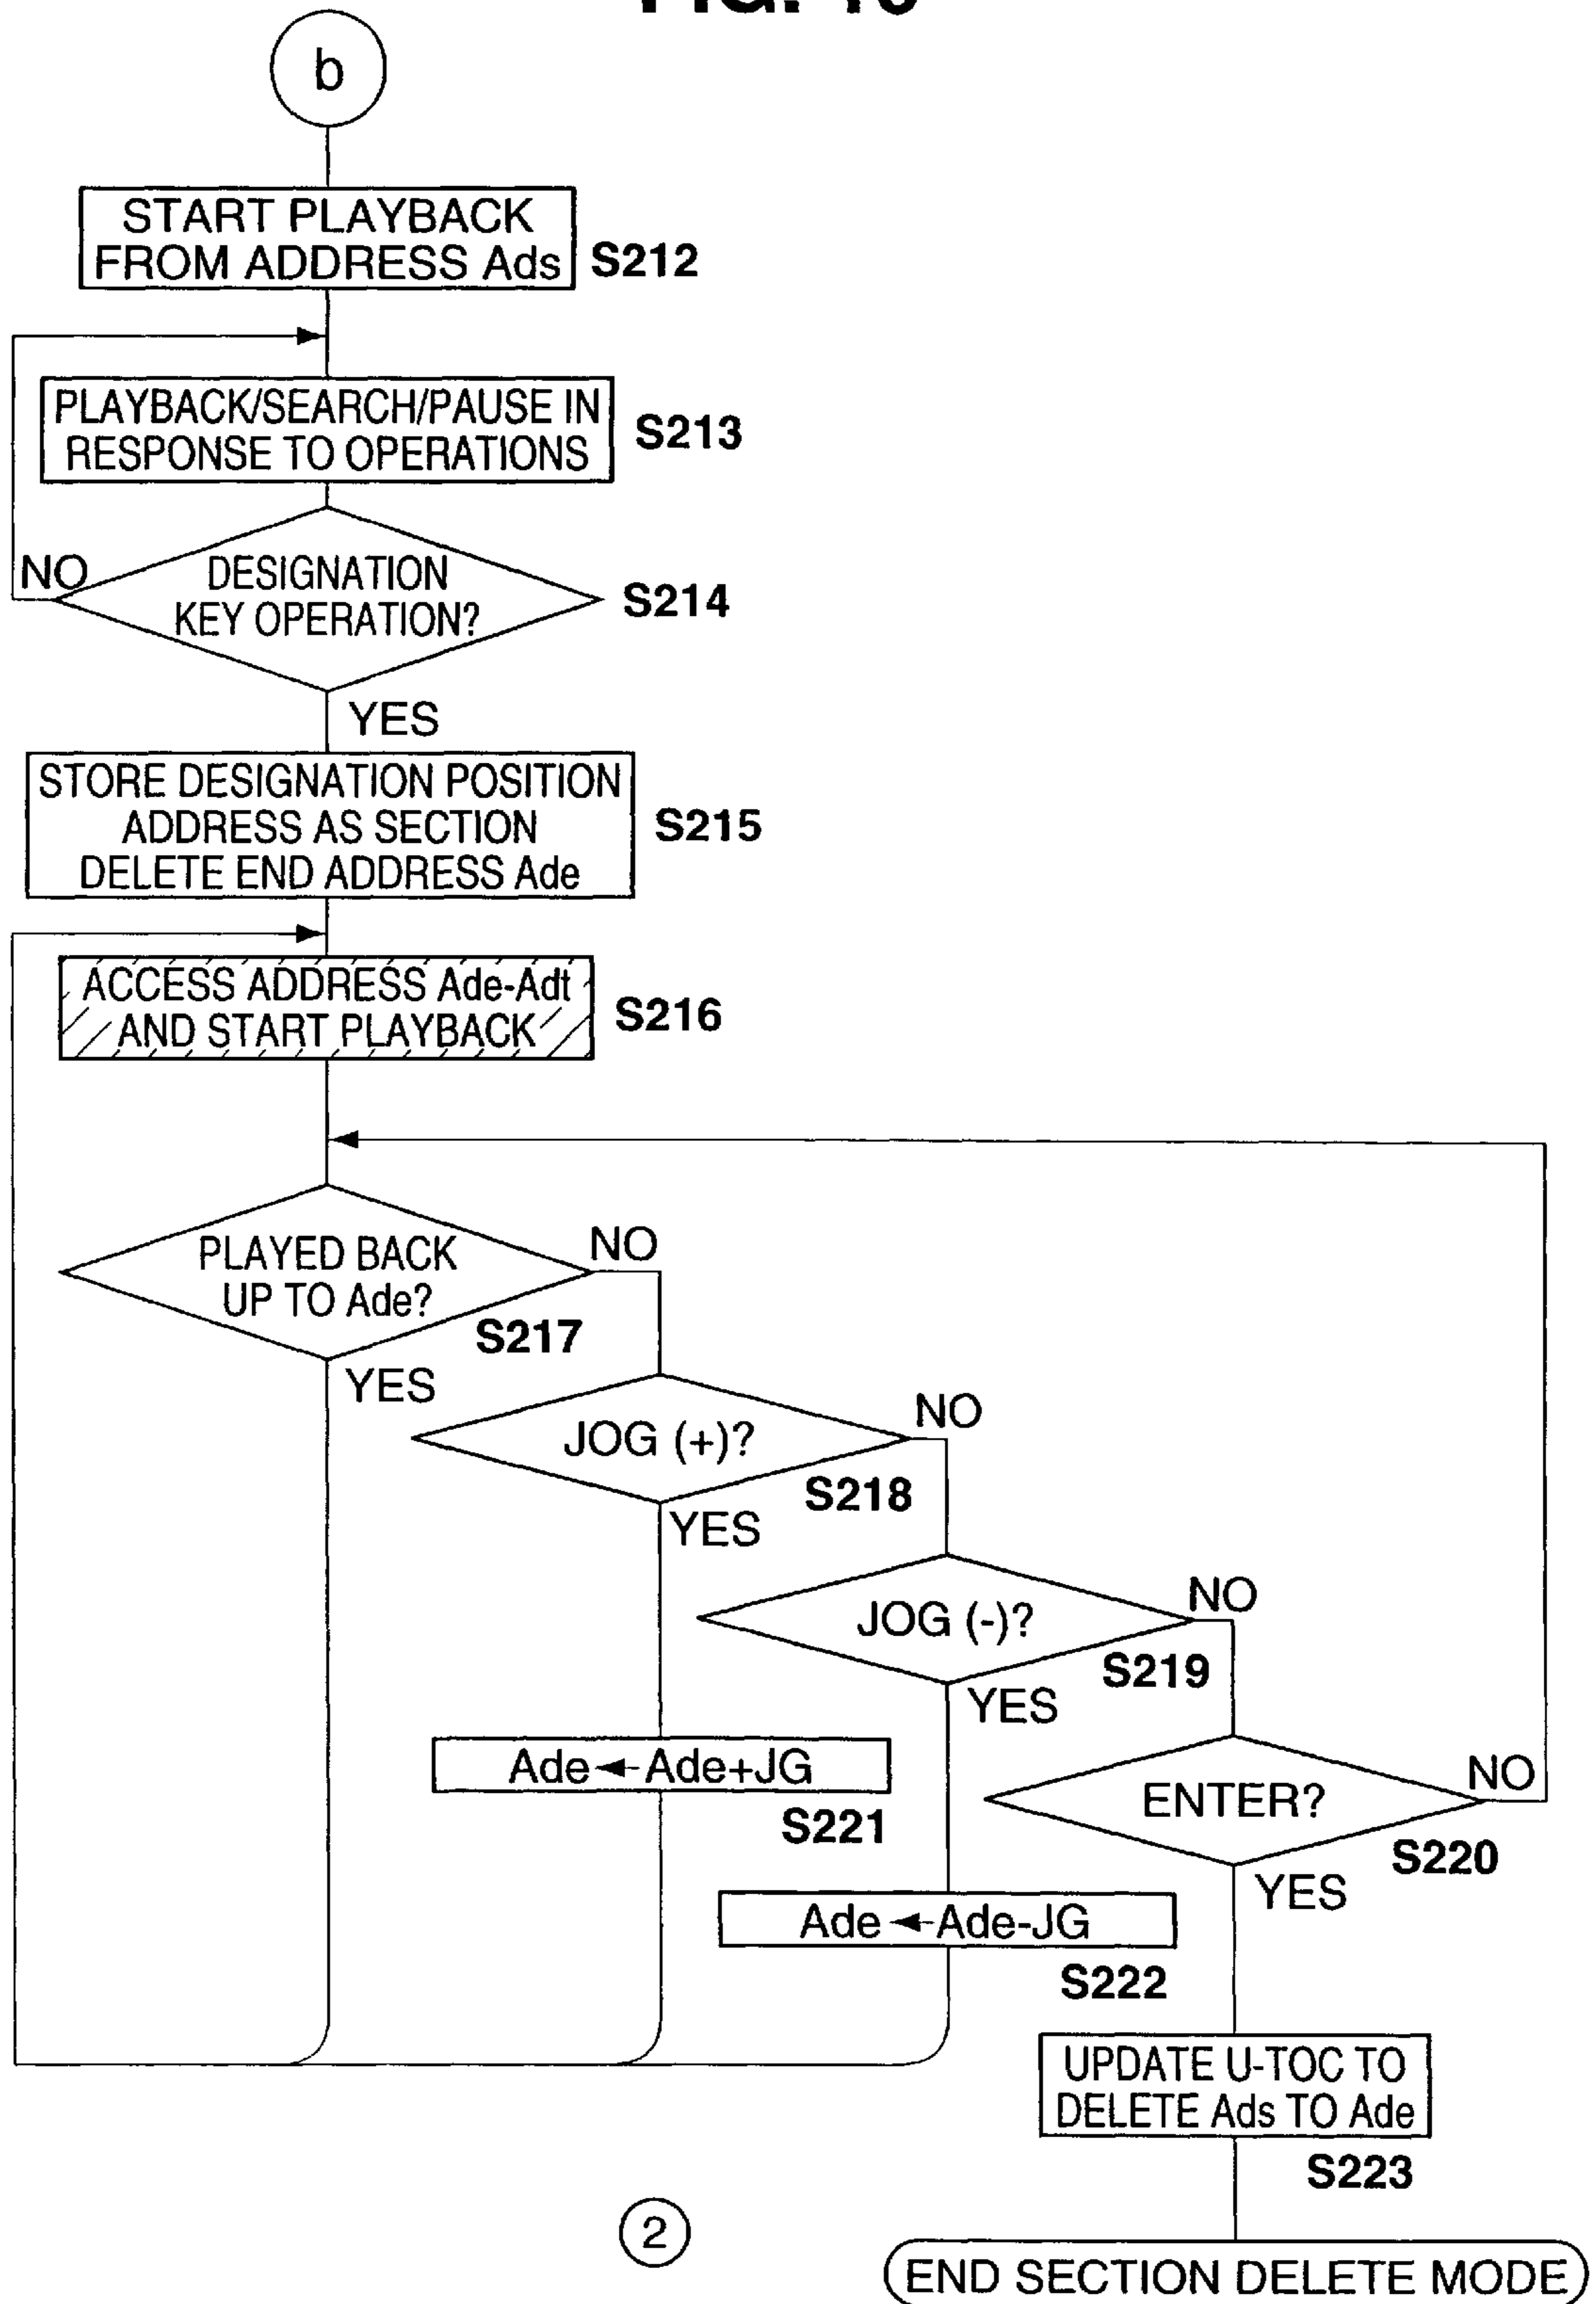 b
START PLAYBACK
FROM ADDRESS Ads
S212
PLAYBACK/SEARCH/PAUSE IN
RESPONSE TO OPERATIONS
S213
NO
DESIGNATION
KEY OPERATION?
S214
YES
STORE DESIGNATION POSITION
ADDRESS AS SECTION
DELETE END ADDRESS Ade
S215
ACCESS ADDRESS Ade-Adt
AND START PLAYBACK
S216
PLAYED BACK
UP TO Ade?
NO
S217
YES
JOG (+)?
NO
S218
YES
JOG (-)?
NO
S219
YES
Ade←Ade+JG
S221
ENTER?
NO
S220
YES
Ade←Ade-JG
S222
UPDATE U-TOC TO
DELETE Ads TO Ade
S223
2
END SECTION DELETE MODE